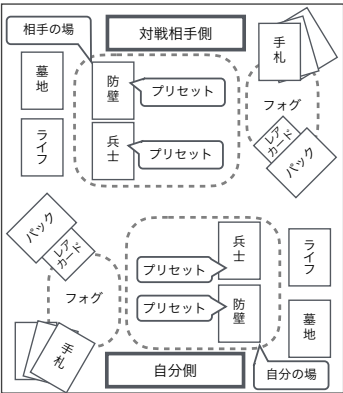 相手の場
対戦相手側
手札
墓地
防壁
プリセット
フォグ
ライフ
兵士
プリセット
レア
カード
パック
パック
レア
カード
兵士
ライフ
プリセット
フォグ
プリセット
防壁
墓地
手札
自分側
自分の場